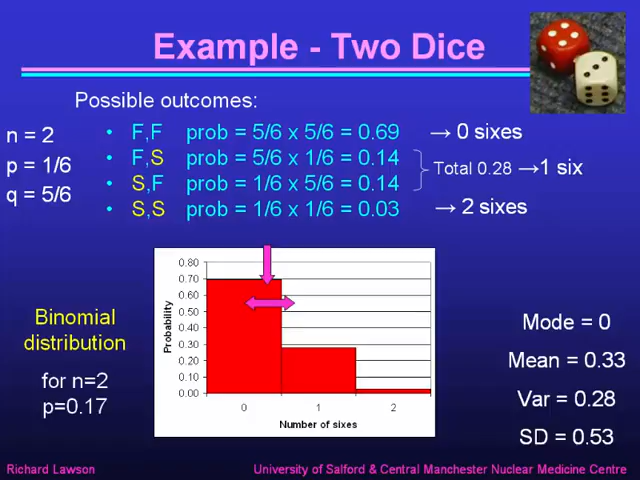 Example - Two Dice
Possible outcomes:
n = 2
p = 1/6
q = 5/6
• F,F prob = 5/6 x 5/6 = 0.69 → 0 sixes
• F,S prob = 5/6 x 1/6 = 0.14
• S,F prob = 1/6 x 5/6 = 0.14
Total 0.28 → 1 six
• S,S prob = 1/6 x 1/6 = 0.03 → 2 sixes
Binomial
distribution
for n=2
p=0.17
Probability
0.80
0.70
0.60
0.50
0.40
0.30
0.20
0.10
0.00
0 1 2
Number of sixes
Mode = 0
Mean = 0.33
Var = 0.28
SD = 0.53
Richard Lawson
University of Salford & Central Manchester Nuclear Medicine Centre